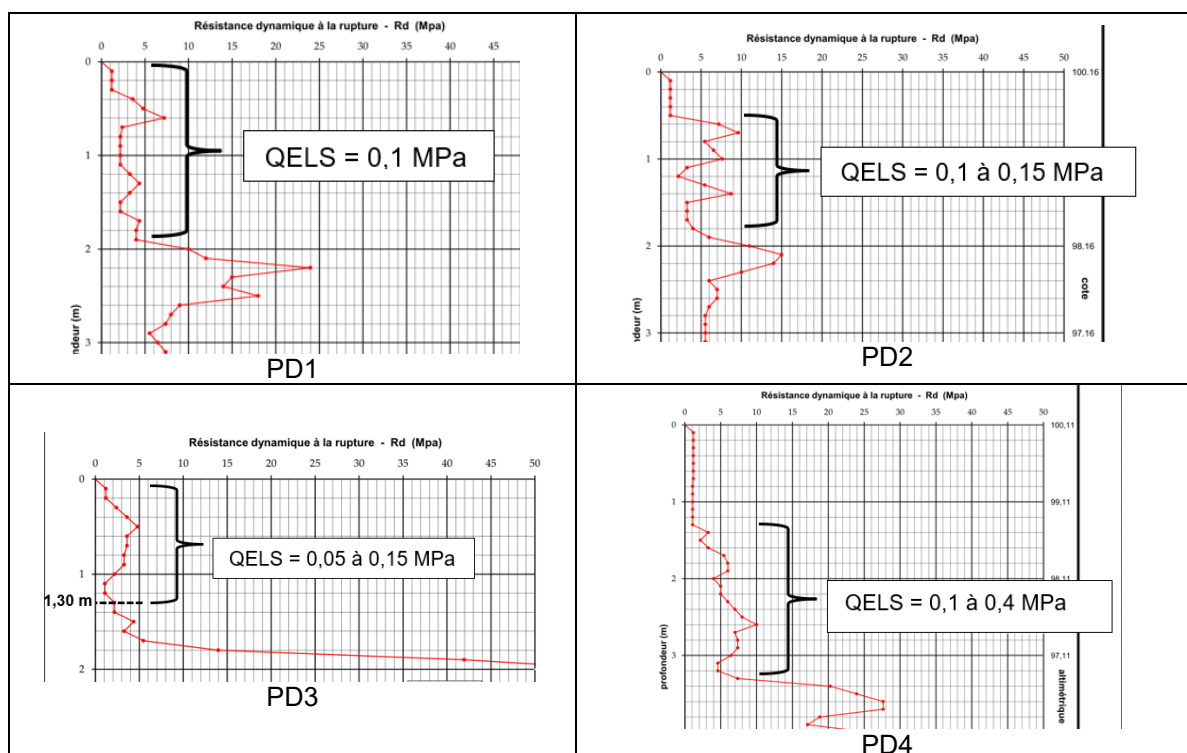 Résistance dynamique à la rupture - Rd (Mpa)
0 5 10 15 20 25 30 35 40 45
0
1
2
3
ndeur (m)
QELS = 0,1 MPa
PD1
Résistance dynamique à la rupture - Rd (Mpa)
0 5 10 15 20 25 30 35 40 45 50
0
1
2
3
ndeur (m)
100.16
98.16
97.16
cote
QELS = 0,1 à 0,15 MPa
PD2
Résistance dynamique à la rupture - Rd (Mpa)
0 5 10 15 20 25 30 35 40 45 50
0
1
1,30 m
2
QELS = 0,05 à 0,15 MPa
PD3
Résistance dynamique à la rupture - Rd (Mpa)
0 5 10 15 20 25 30 35 40 45 50
0
1
2
3
profondeur (m)
100,11
99,11
98,11
97,11
altimétrique
QELS = 0,1 à 0,4 MPa
PD4